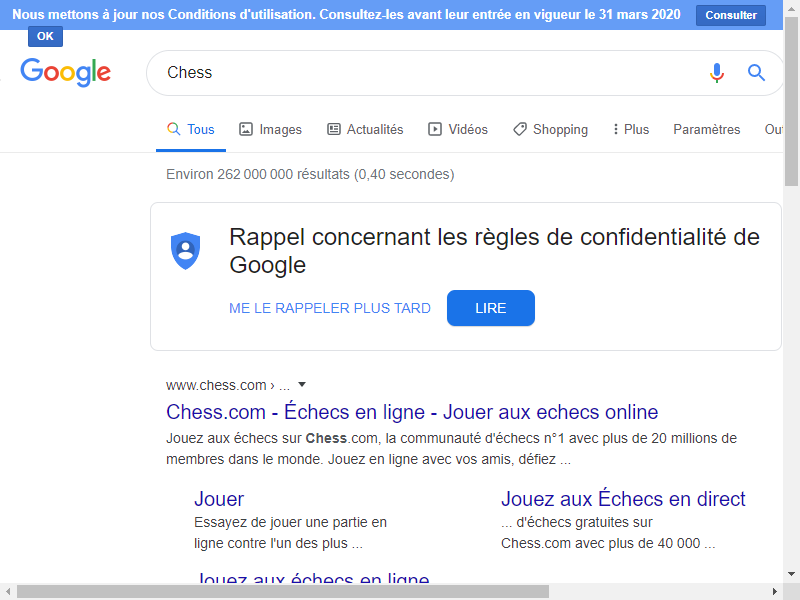 Nous mettons à jour nos Conditions d'utilisation. Consultez-les avant leur entrée en vigueur le 31 mars 2020 Consulter
OK
Google
Chess
Tous Images Actualités Vidéos Shopping Plus Paramètres Ou
Environ 262 000 000 résultats (0,40 secondes)
Rappel concernant les règles de confidentialité de
Google
ME LE RAPPELER PLUS TARD LIRE
www.chess.com › ...
Chess.com - Échecs en ligne - Jouer aux echecs online
Jouez aux échecs sur Chess.com, la communauté d'échecs n°1 avec plus de 20 millions de
membres dans le monde. Jouez en ligne avec vos amis, défiez ...
Jouer
Essayez de jouer une partie en
ligne contre l'un des plus ...
Jouez aux Échecs en direct
... d'échecs gratuites sur
Chess.com avec plus de 40 000 ...
Jouez aux échecs en ligne